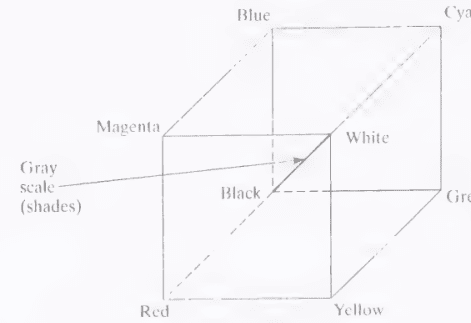 Blue
Cya
Magenta
White
Gray
scale
(shades)
Black
Gre
Red
Yellow